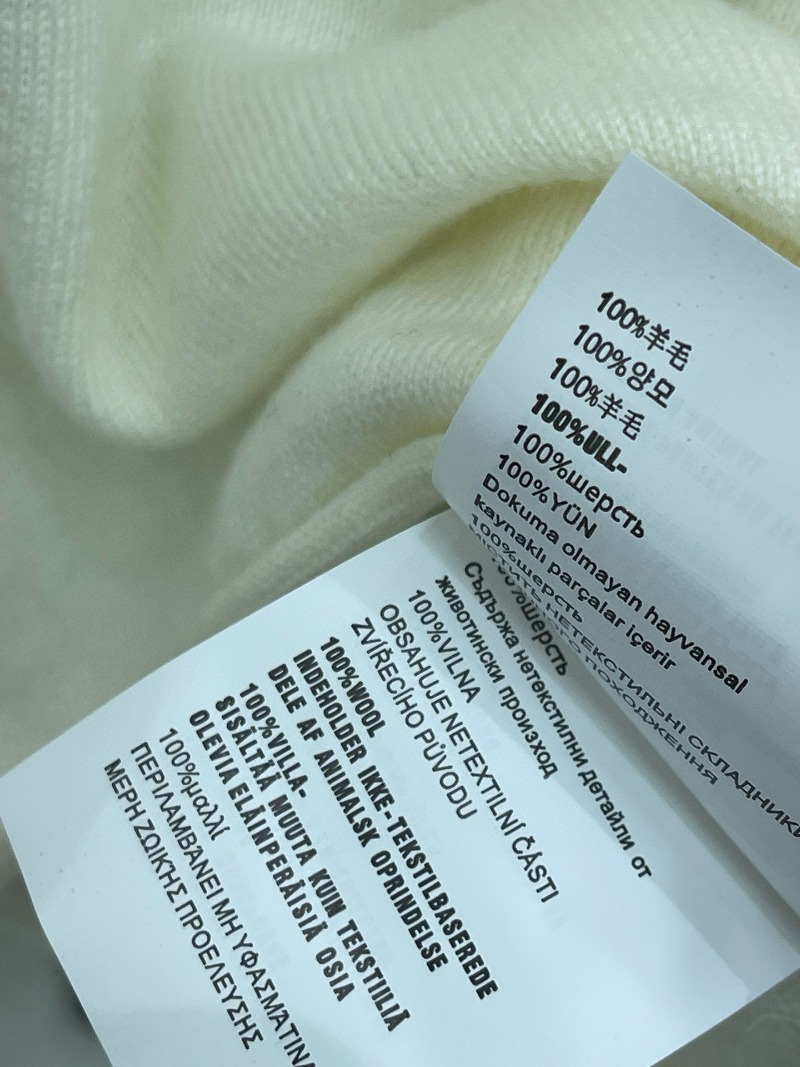 100%羊毛
100%양모
100%羊毛
100%ULL-
100%шерсть
100%YÜN
Dokuma olmayan hayvansal
kaynaklı parçalar içerir
100%шерсть
НЕТЕКСТИЛЬНІ СКЛАДНИКИ
ПОХОДЖЕННЯ
шерсть
Съдържа нетекстилни детайли от
животински произход
100%VILNA
OBSAHUJE NETEXTILNÍ ČÁSTI
ZVÍŘECÍHO PŮVODU
100%WOOL
INDEHOLDER IKKE-TEKSTILBASEREDE
DELE AF ANIMALSK OPRINDELSE
100%VILLA-
SISÄLTÄÄ MUUTA KUIN TEKSTIILIÄ
OLEVIA ELÄINPERÄISIÄ OSIA
100%μαλλί
ΠΕΡΙΛΑΜΒΑΝΕΙ ΜΗ ΥΦΑΣΜΑΤΙΝΑ
ΜΕΡΗ ΖΩΙΚΗΣ ΠΡΟΕΛΕΥΣΗΣ